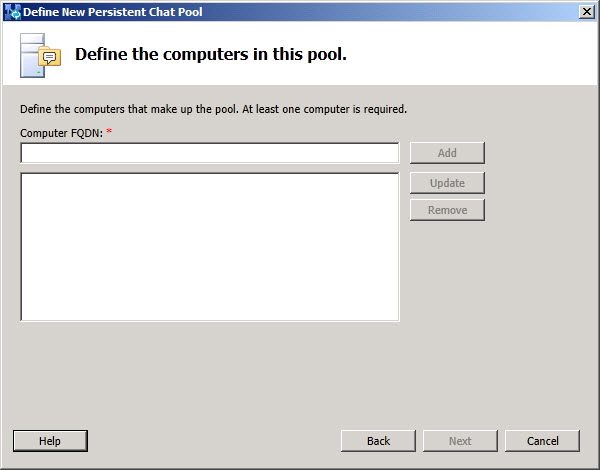 Define New Persistent Chat Pool
Define the computers in this pool.
Define the computers that make up the pool. At least one computer is required.
Computer FQDN: *
Add
Update
Remove
Help
Back
Next
Cancel